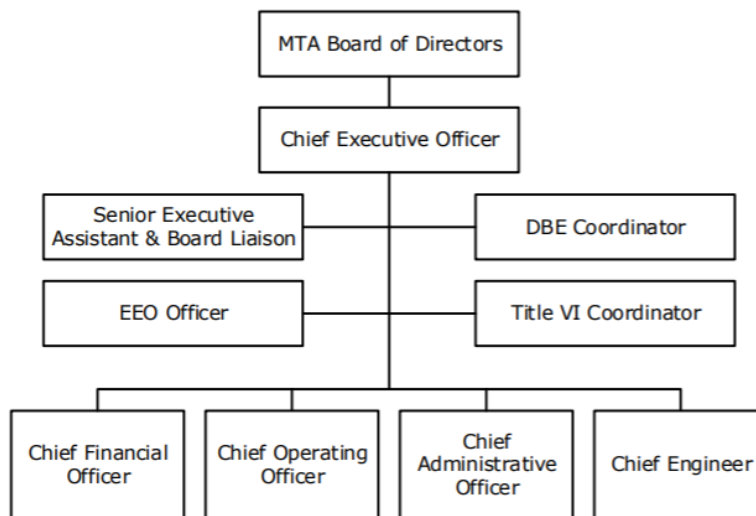 MTA Board of Directors
Chief Executive Officer
Senior Executive
Assistant & Board Liaison
DBE Coordinator
EEO Officer
Title VI Coordinator
Chief Financial
Officer
Chief Operating
Officer
Chief
Administrative
Officer
Chief Engineer